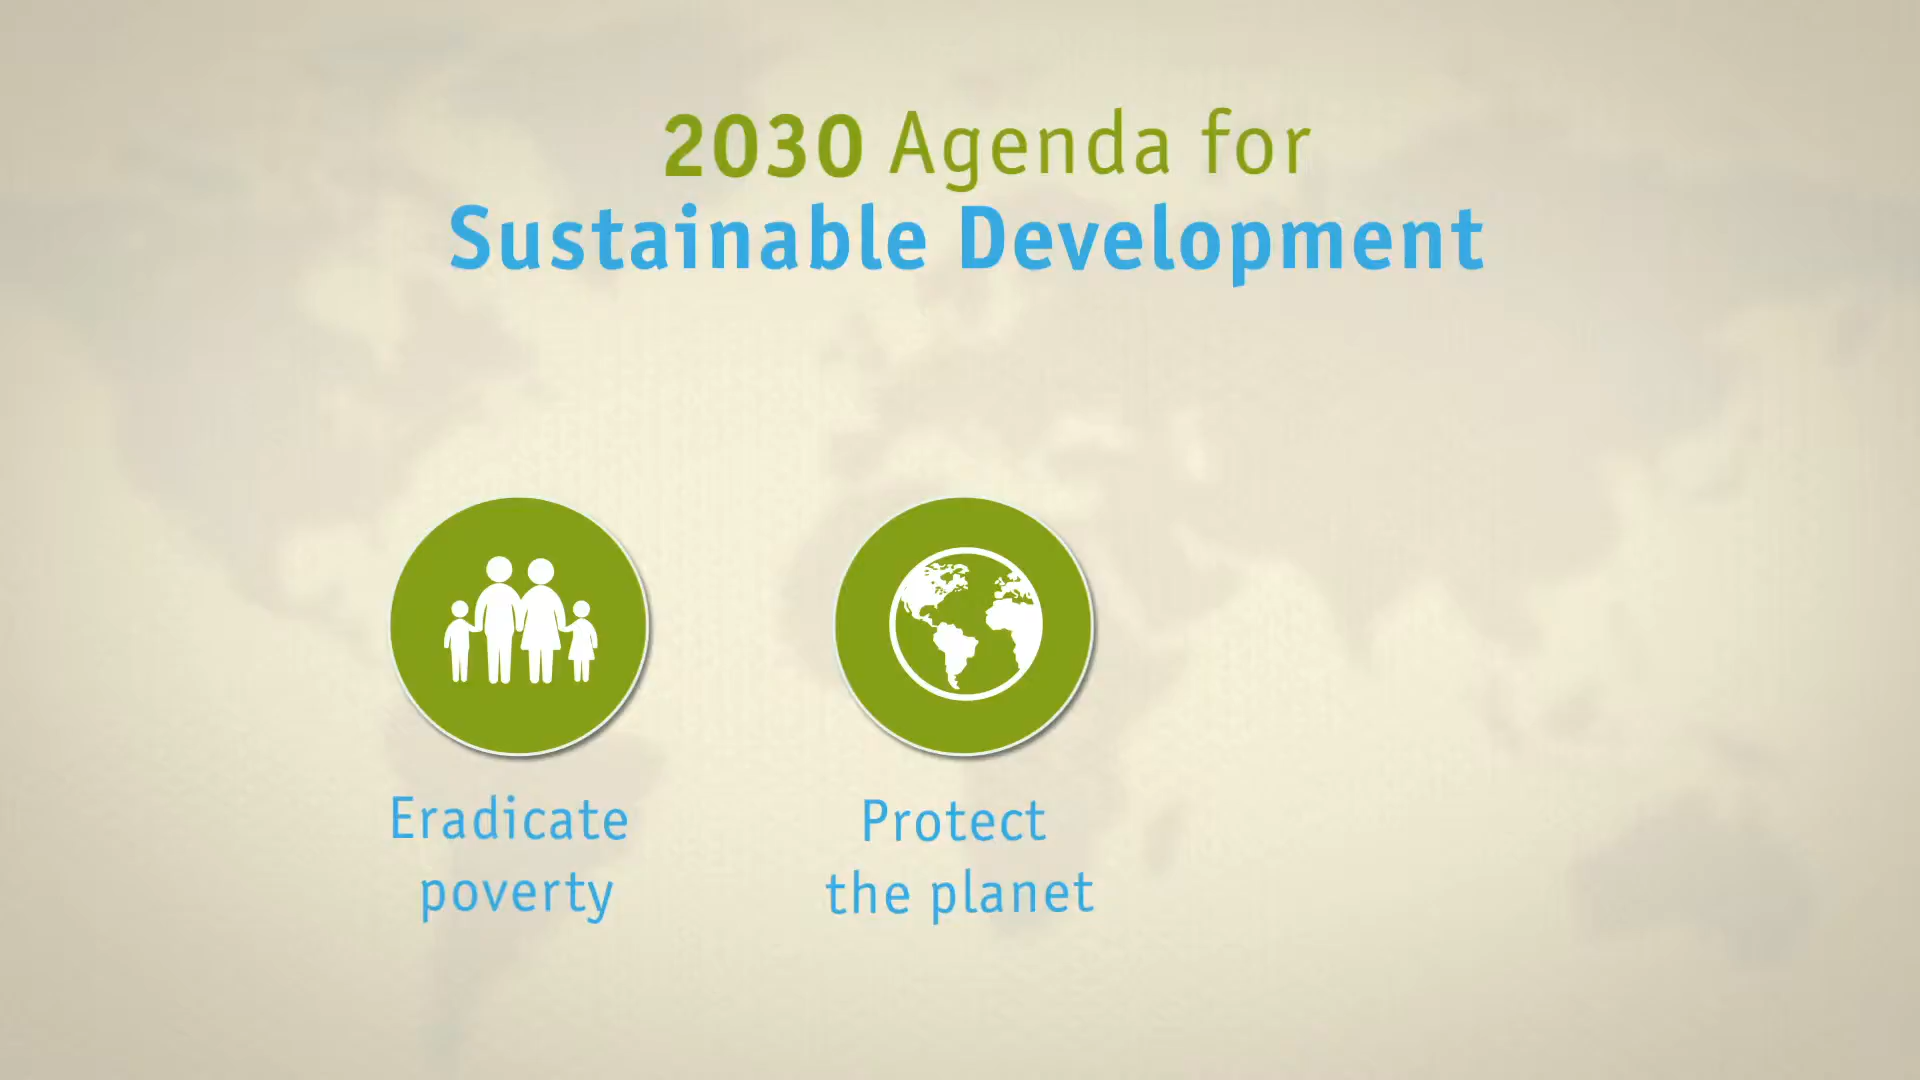 2030 Agenda for
Sustainable Development
Eradicate
poverty
Protect
the planet